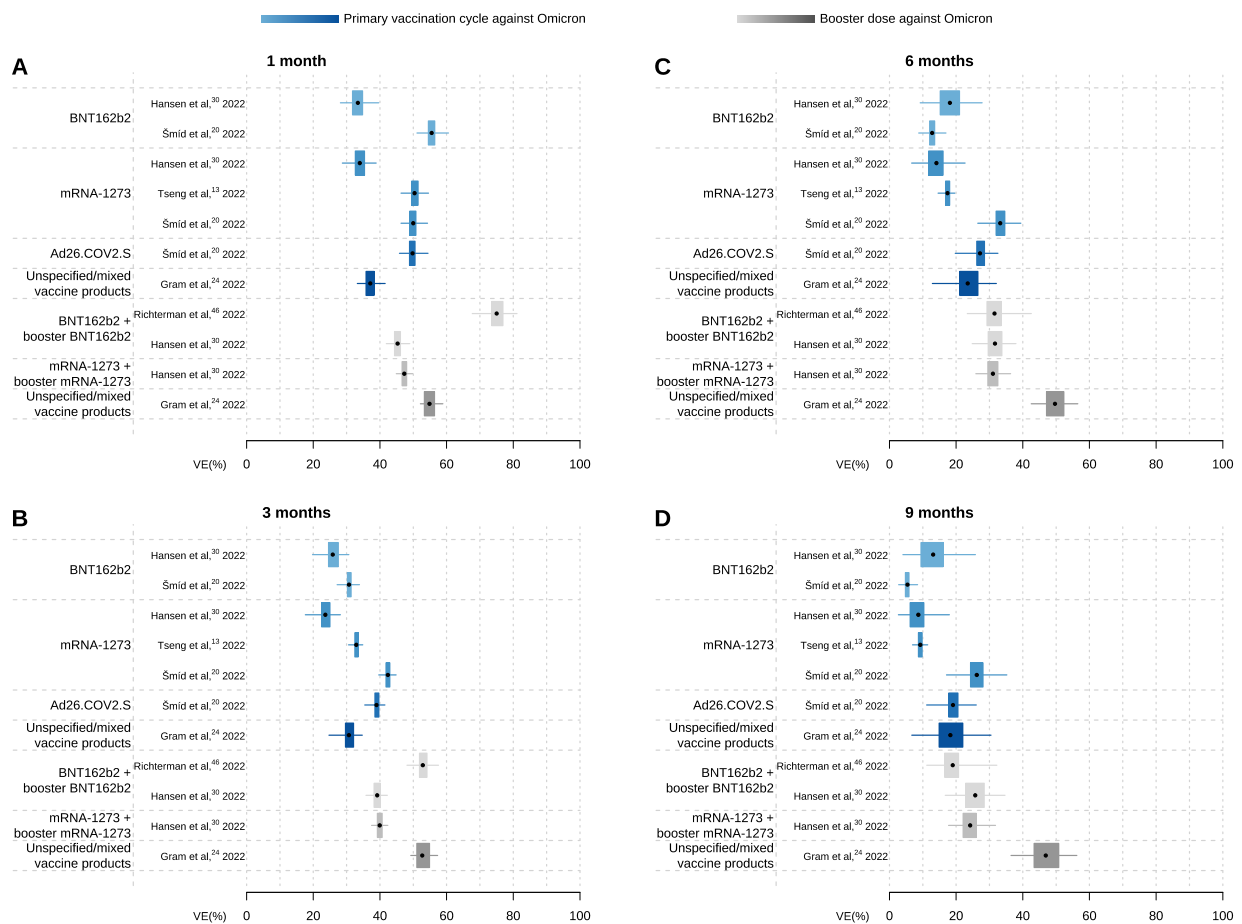 Primary vaccination cycle against Omicron
Booster dose against Omicron
A
1 month
BNT162b2
Hansen et al,30 2022
Šmíd et al,20 2022
mRNA-1273
Hansen et al,30 2022
Tseng et al,13 2022
Šmíd et al,20 2022
Ad26.COV2.S
Šmíd et al,20 2022
Unspecified/mixed
vaccine products
Gram et al,24 2022
BNT162b2 +
booster BNT162b2
Richterman et al,46 2022
Hansen et al,30 2022
mRNA-1273 +
booster mRNA-1273
Hansen et al,30 2022
Unspecified/mixed
vaccine products
Gram et al,24 2022
VE(%) 0 20 40 60 80 100
C
6 months
BNT162b2
Hansen et al,30 2022
Šmíd et al,20 2022
mRNA-1273
Hansen et al,30 2022
Tseng et al,13 2022
Šmíd et al,20 2022
Ad26.COV2.S
Šmíd et al,20 2022
Unspecified/mixed
vaccine products
Gram et al,24 2022
BNT162b2 +
booster BNT162b2
Richterman et al,46 2022
Hansen et al,30 2022
mRNA-1273 +
booster mRNA-1273
Hansen et al,30 2022
Unspecified/mixed
vaccine products
Gram et al,24 2022
VE(%) 0 20 40 60 80 100
B
3 months
BNT162b2
Hansen et al,30 2022
Šmíd et al,20 2022
mRNA-1273
Hansen et al,30 2022
Tseng et al,13 2022
Šmíd et al,20 2022
Ad26.COV2.S
Šmíd et al,20 2022
Unspecified/mixed
vaccine products
Gram et al,24 2022
BNT162b2 +
booster BNT162b2
Richterman et al,46 2022
Hansen et al,30 2022
mRNA-1273 +
booster mRNA-1273
Hansen et al,30 2022
Unspecified/mixed
vaccine products
Gram et al,24 2022
VE(%) 0 20 40 60 80 100
D
9 months
BNT162b2
Hansen et al,30 2022
Šmíd et al,20 2022
mRNA-1273
Hansen et al,30 2022
Tseng et al,13 2022
Šmíd et al,20 2022
Ad26.COV2.S
Šmíd et al,20 2022
Unspecified/mixed
vaccine products
Gram et al,24 2022
BNT162b2 +
booster BNT162b2
Richterman et al,46 2022
Hansen et al,30 2022
mRNA-1273 +
booster mRNA-1273
Hansen et al,30 2022
Unspecified/mixed
vaccine products
Gram et al,24 2022
VE(%) 0 20 40 60 80 100